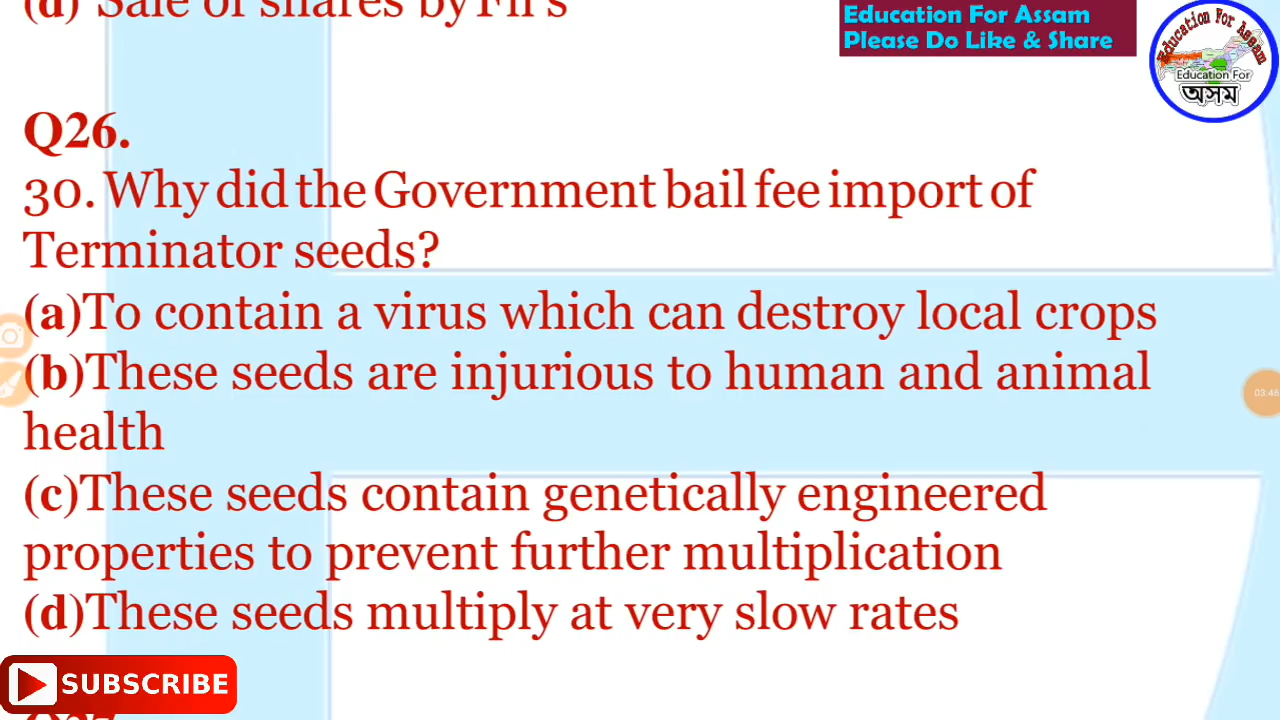 (d) Sale of shares by FII's
Education For Assam
Please Do Like & Share
Education For Assam
Education For
অসম
Q26.
30. Why did the Government bail fee import of
Terminator seeds?
(a)To contain a virus which can destroy local crops
(b)These seeds are injurious to human and animal
health
(c)These seeds contain genetically engineered
properties to prevent further multiplication
(d)These seeds multiply at very slow rates
SUBSCRIBE